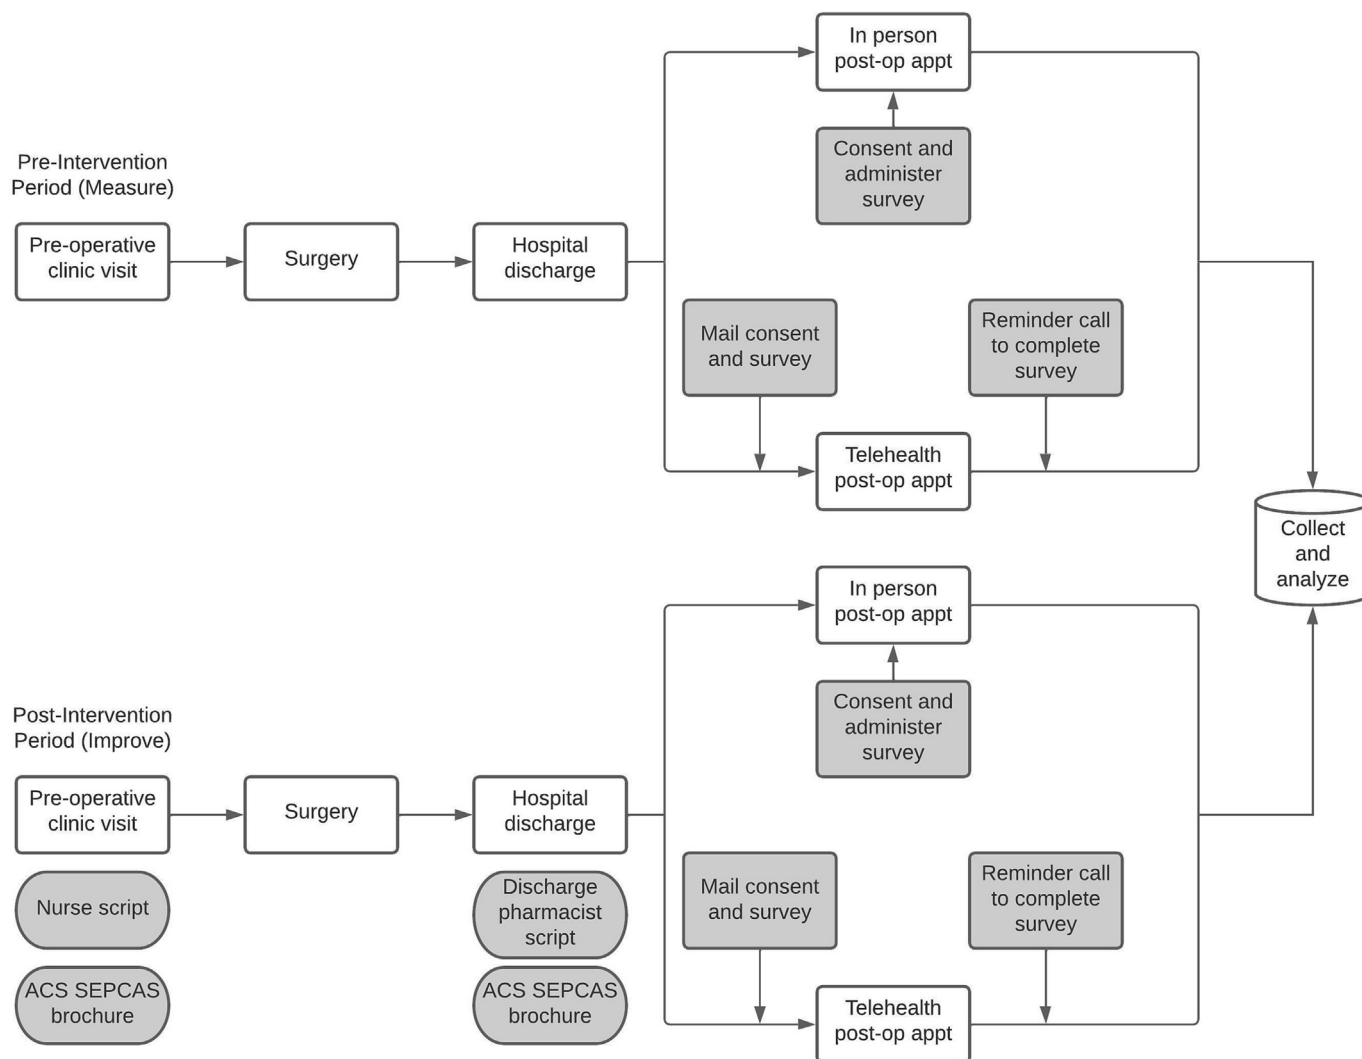 In person
post-op appt
Consent and
administer
survey
Pre-Intervention
Period (Measure)
Pre-operative
clinic visit
Surgery
Hospital
discharge
Mail consent
and survey
Reminder call
to complete
survey
Telehealth
post-op appt
Collect
and
analyze
In person
post-op appt
Consent and
administer
survey
Post-Intervention
Period (Improve)
Pre-operative
clinic visit
Surgery
Hospital
discharge
Nurse script
Discharge
pharmacist
script
Mail consent
and survey
Reminder call
to complete
survey
ACS SEPCAS
brochure
ACS SEPCAS
brochure
Telehealth
post-op appt